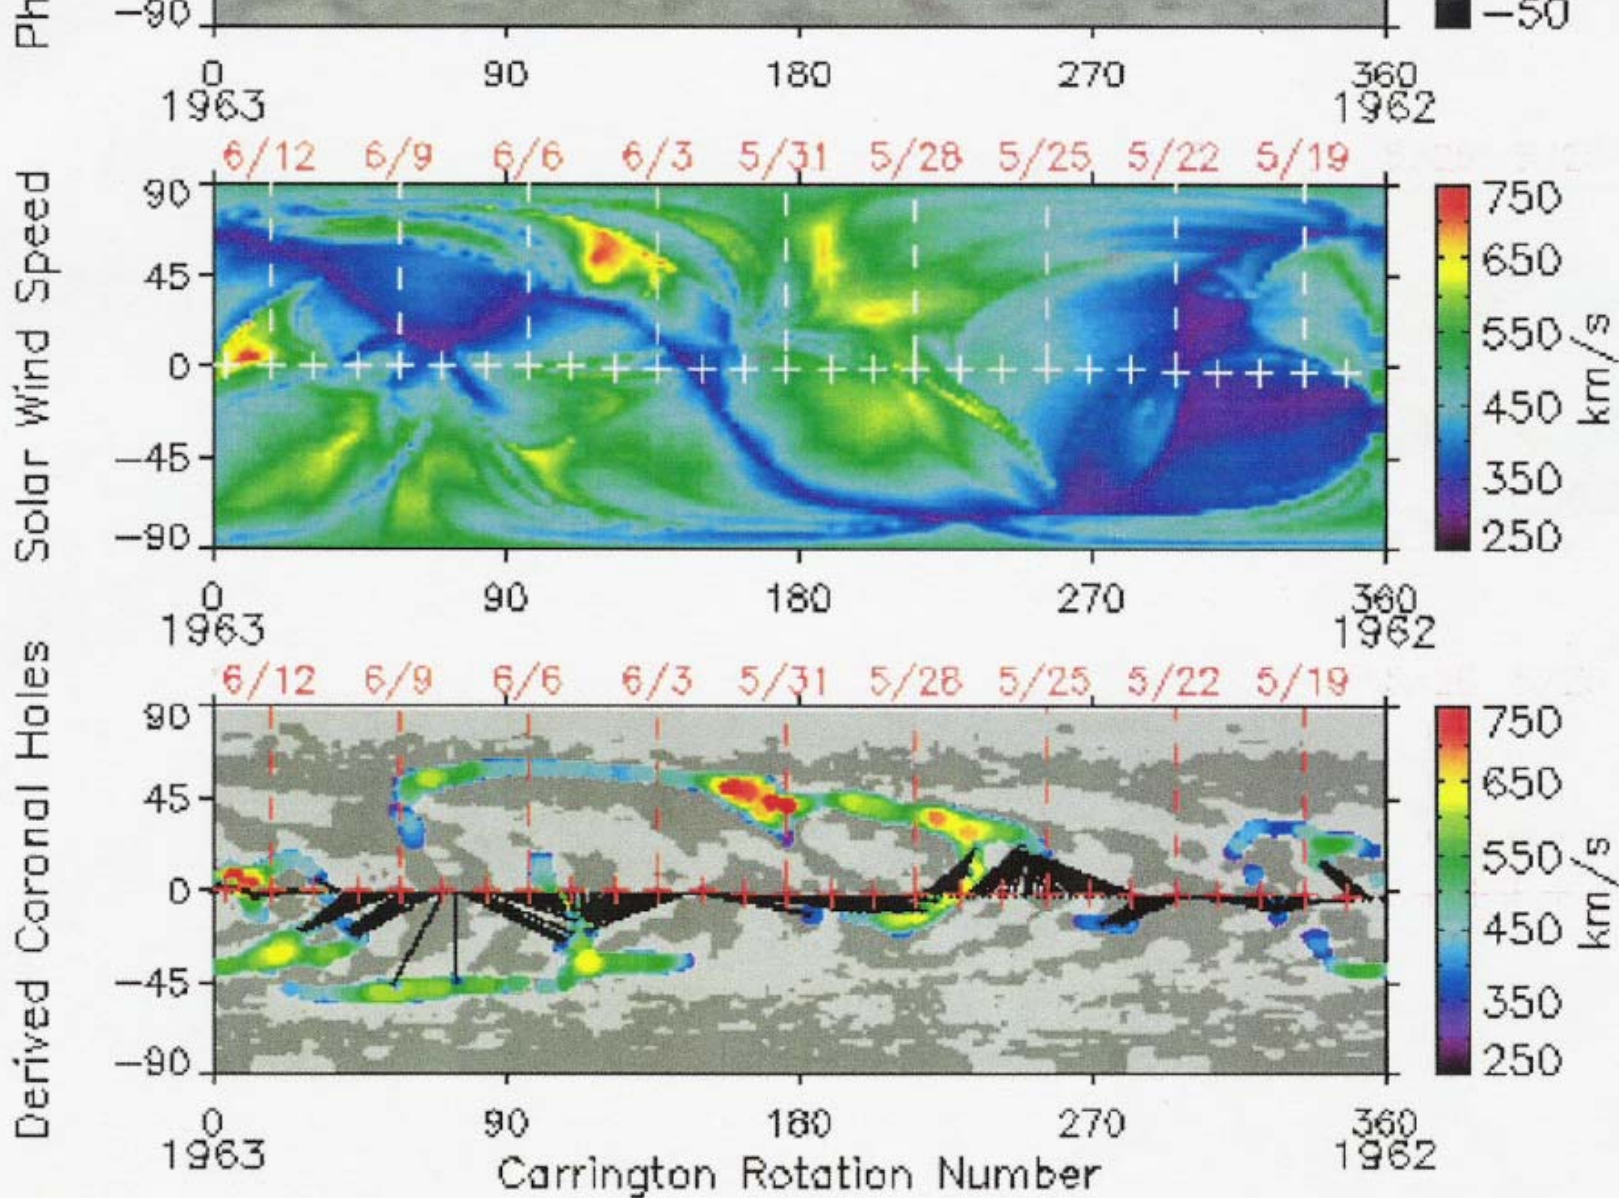 Ph
−90
−50
0 90 180 270 360
1963 1962
6/12 6/9 6/6 6/3 5/31 5/28 5/25 5/22 5/19
Solar Wind Speed
90
45
0
−45
−90
750
650
550
450
350
250
km/s
0 90 180 270 360
1963 1962
6/12 6/9 6/6 6/3 5/31 5/28 5/25 5/22 5/19
Derived Coronal Holes
90
45
0
−45
−90
750
650
550
450
350
250
km/s
0 90 180 270 360
1963 1962
Carrington Rotation Number